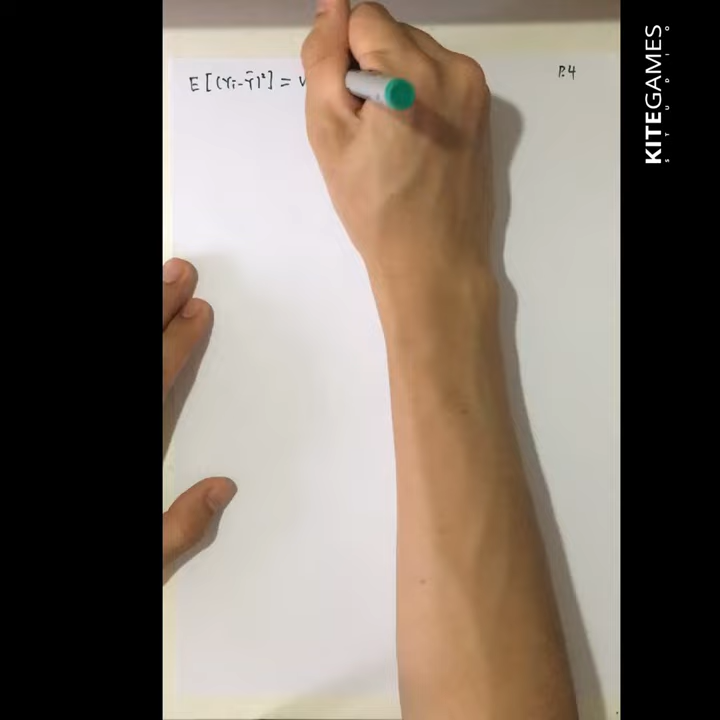 E[(Yi-Ȳ)²] = V
P.4
KITEGAMES
STUDIO